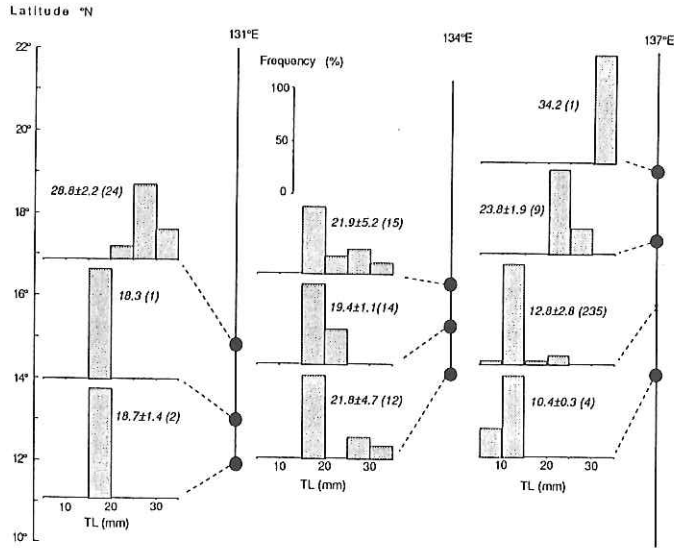 Latitude °N
131°E
134°E
137°E
22°
20°
18°
16°
14°
12°
10°
Frequency (%)
100
50
0
34.2 (1)
28.8±2.2 (24)
23.8±1.9 (9)
21.9±5.2 (15)
18.3 (1)
19.4±1.1 (14)
12.8±2.8 (235)
18.7±1.4 (2)
21.8±4.7 (12)
10.4±0.3 (4)
10 20 30
TL (mm)
10 20 30
TL (mm)
10 20 30
TL (mm)